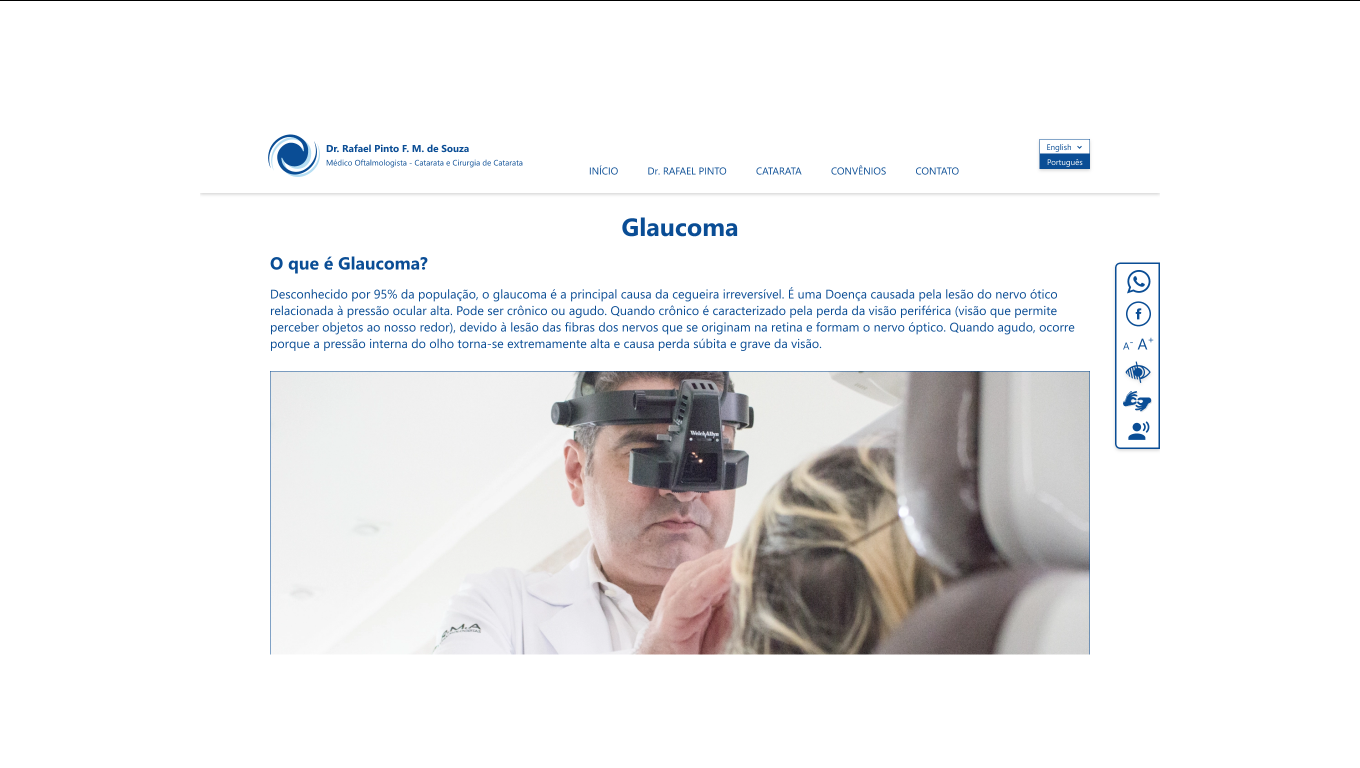 Dr. Rafael Pinto F. M. de Souza
Médico Oftalmologista - Catarata e Cirurgia de Catarata
INÍCIO
Dr. RAFAEL PINTO
CATARATA
CONVÊNIOS
CONTATO
English
Português
Glaucoma
O que é Glaucoma?
Desconhecido por 95% da população, o glaucoma é a principal causa da cegueira irreversível. É uma Doença causada pela lesão do nervo ótico
relacionada à pressão ocular alta. Pode ser crônico ou agudo. Quando crônico é caracterizado pela perda da visão periférica (visão que permite
perceber objetos ao nosso redor), devido à lesão das fibras dos nervos que se originam na retina e formam o nervo óptico. Quando agudo, ocorre
porque a pressão interna do olho torna-se extremamente alta e causa perda súbita e grave da visão.
A- A+
WelchAllyn